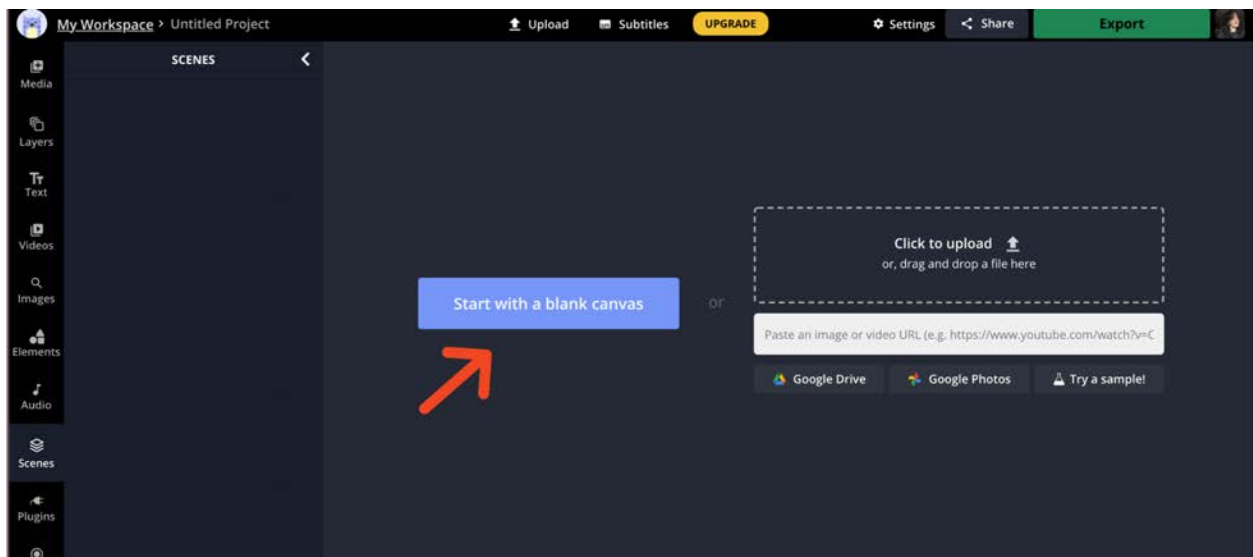 My Workspace > Untitled Project
Upload
Subtitles
UPGRADE
Settings
Share
Export
SCENES
Media
Layers
Tr
Text
Videos
Images
Elements
Audio
Scenes
Plugins
Start with a blank canvas
or
Click to upload
or, drag and drop a file here
Paste an image or video URL (e.g. https://www.youtube.com/watch?v=C
Google Drive
Google Photos
Try a sample!